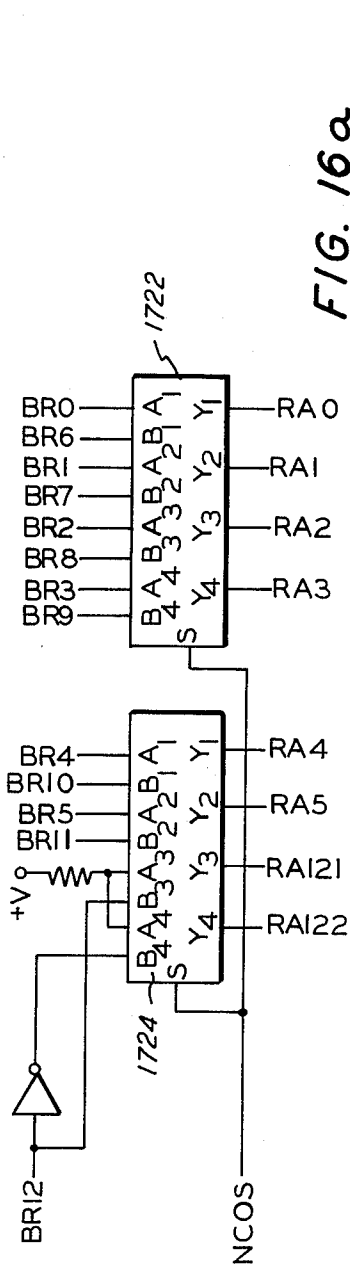 BR0
BR6
BR1
BR7
BR2
BR8
BR3
BR9
A1
B1
A2
B2
A3
B3
A4
B4
S
Y1
Y2
Y3
Y4
1722
RA0
RA1
RA2
RA3
BR4
BR10
BR5
BR11
+V
A1
B1
A2
B2
A3
B3
A4
B4
S
Y1
Y2
Y3
Y4
1724
RA4
RA5
RA121
RA122
BR12
NCOS
FIG. 16a